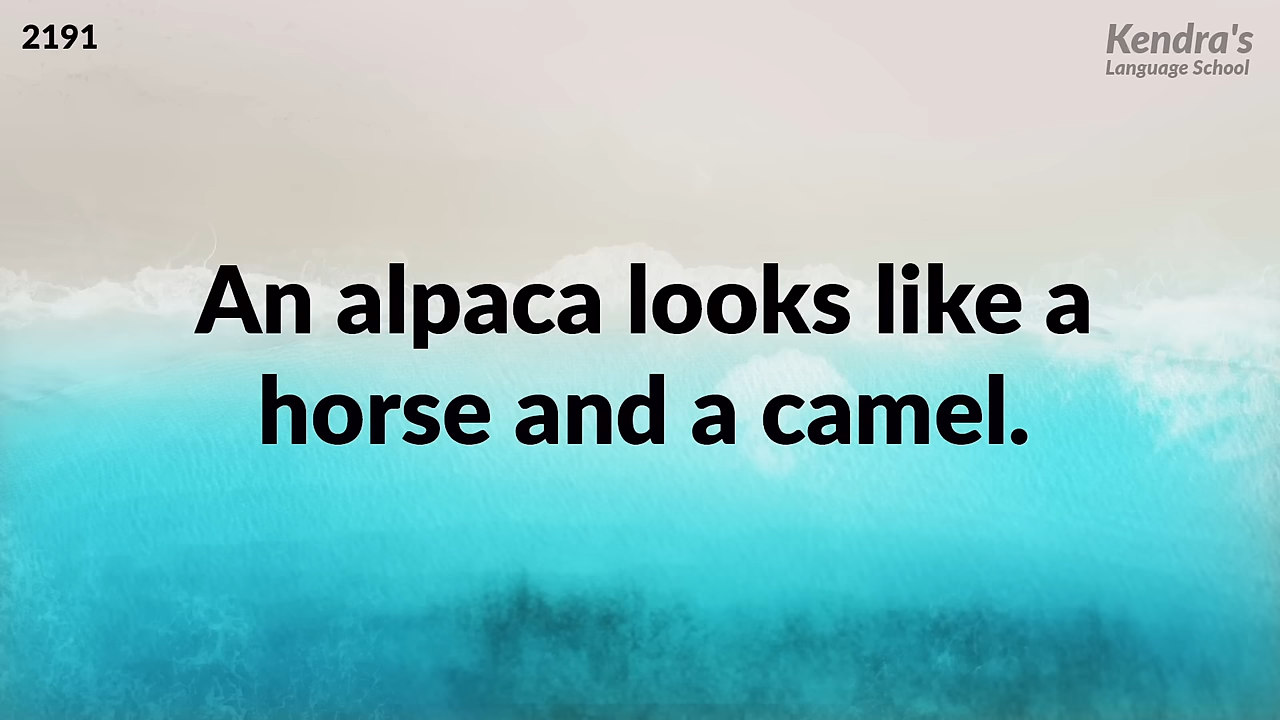 2191
Kendra's
Language School
An alpaca looks like a
horse and a camel.